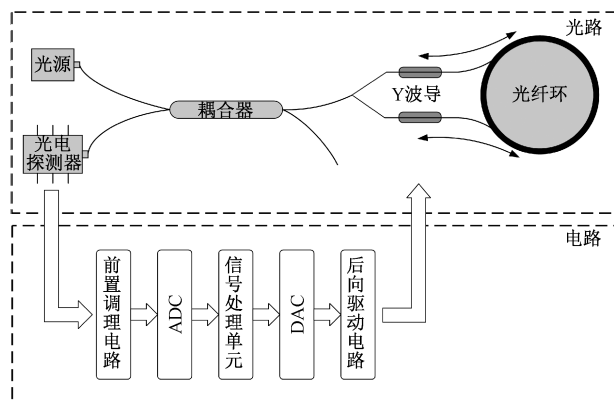 光路
光源
耦合器
Y波导
光纤环
光电
探测器
电路
前置调理电路
ADC
信号处理单元
DAC
后向驱动电路